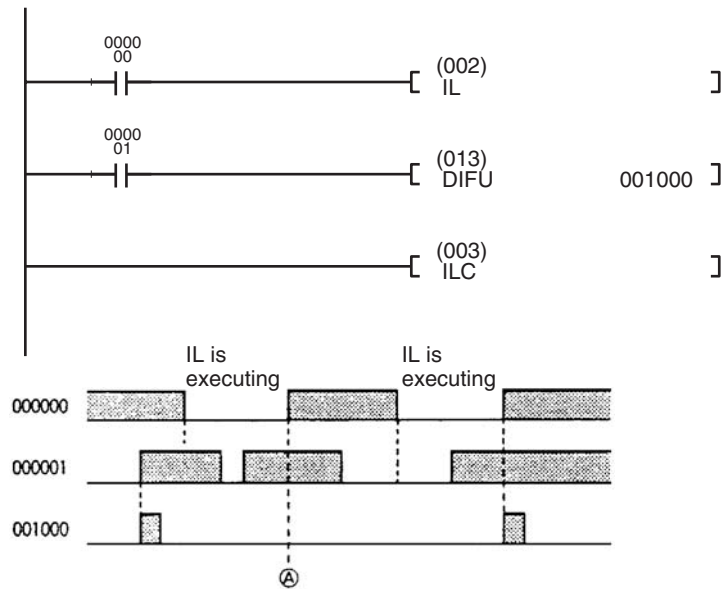 0000
00
(002)
[ IL ]
0000
01
(013)
[ DIFU 001000 ]
(003)
[ ILC ]
IL is
executing
IL is
executing
000000
000001
001000
Ⓐ